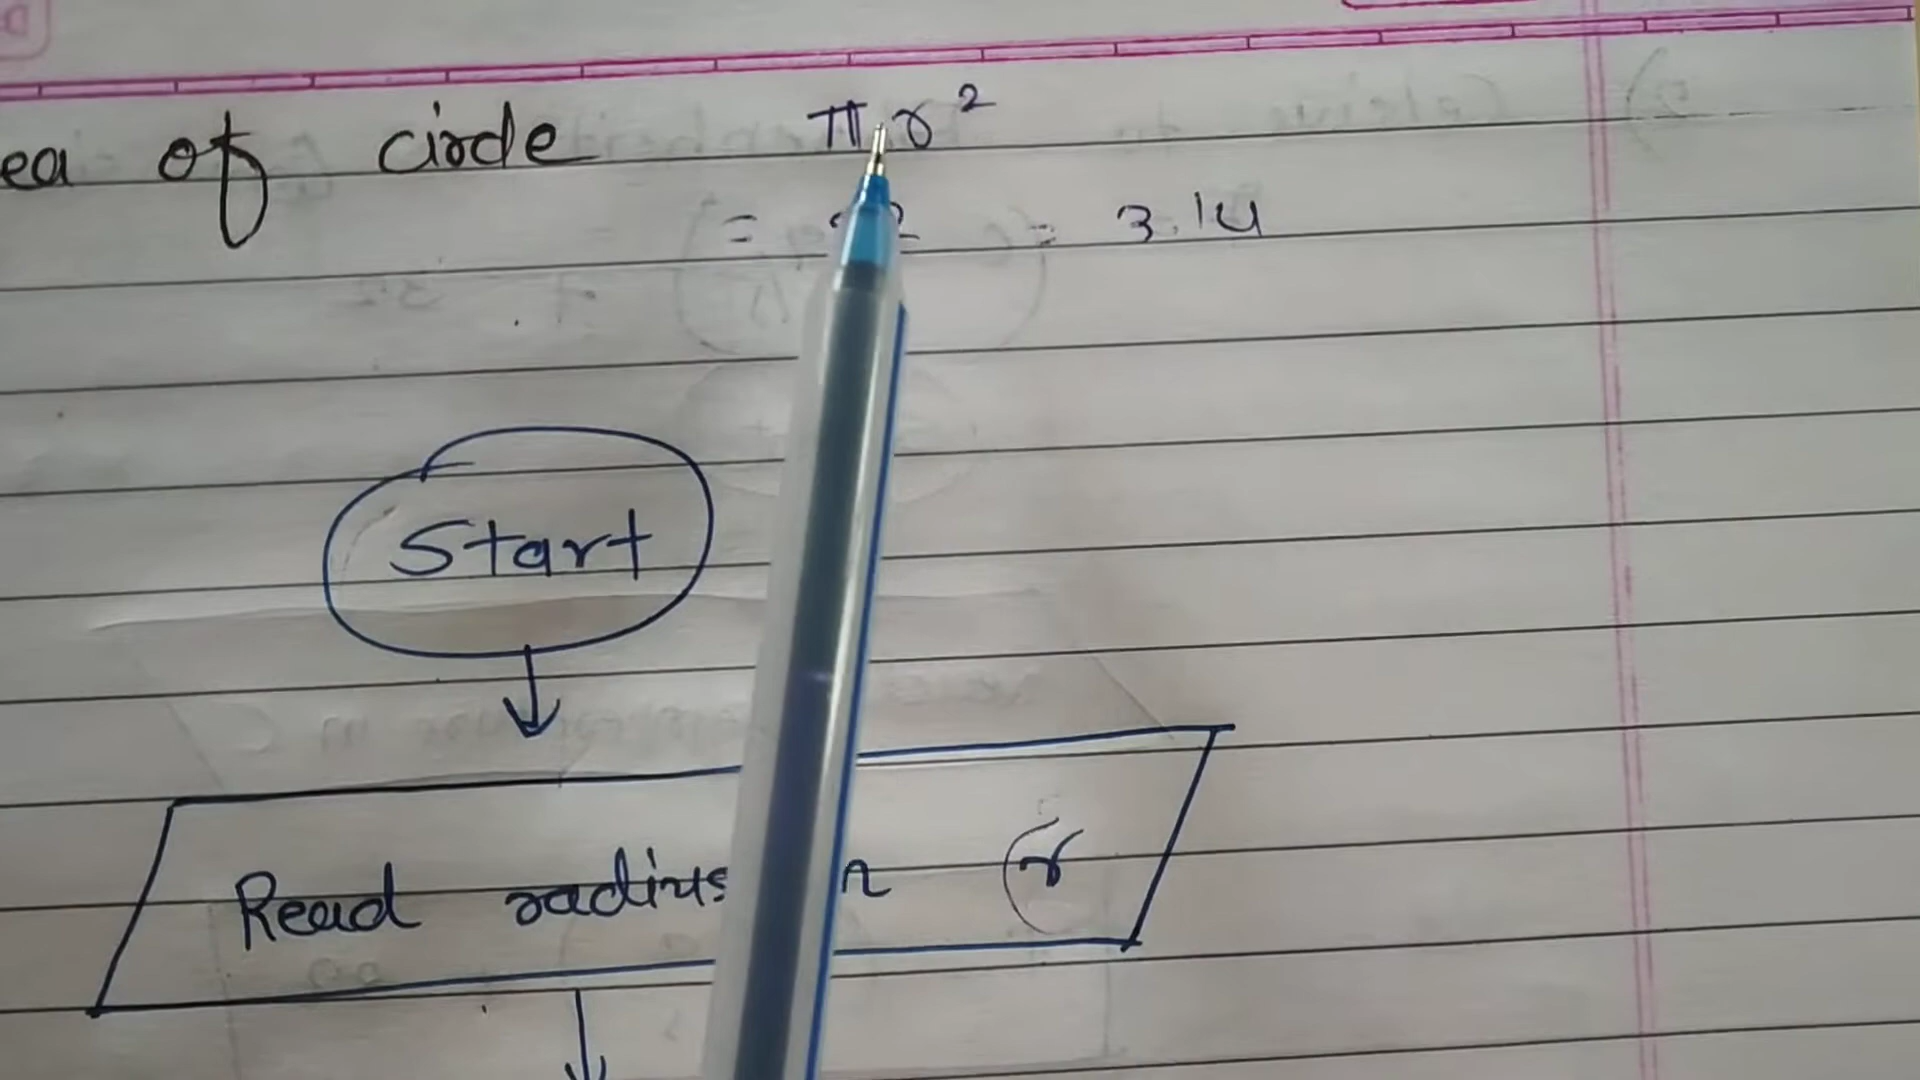 ea of circle πr²
= = 3.14
Start
Read radius r